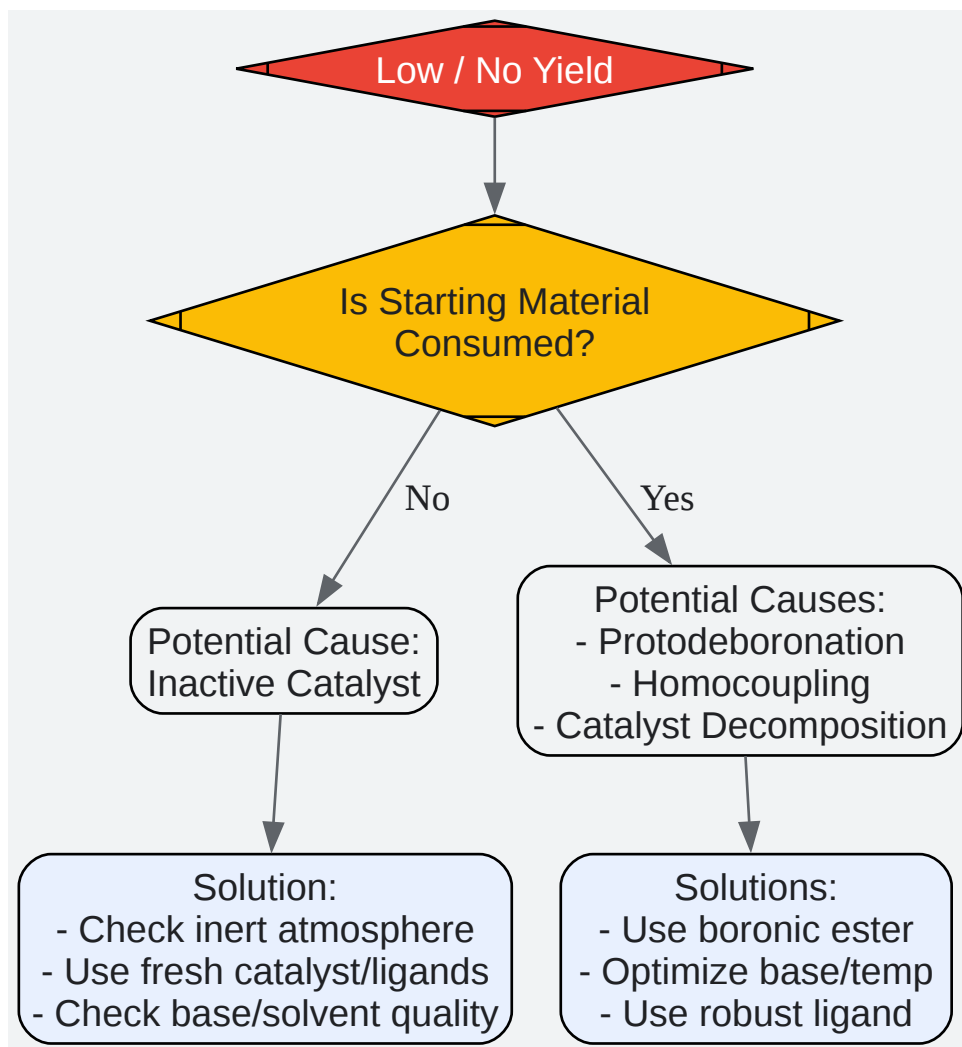 Low / No Yield
Is Starting Material
Consumed?
No
Yes
Potential Cause:
Inactive Catalyst
Potential Causes:
- Protodeboronation
- Homocoupling
- Catalyst Decomposition
Solution:
- Check inert atmosphere
- Use fresh catalyst/ligands
- Check base/solvent quality
Solutions:
- Use boronic ester
- Optimize base/temp
- Use robust ligand